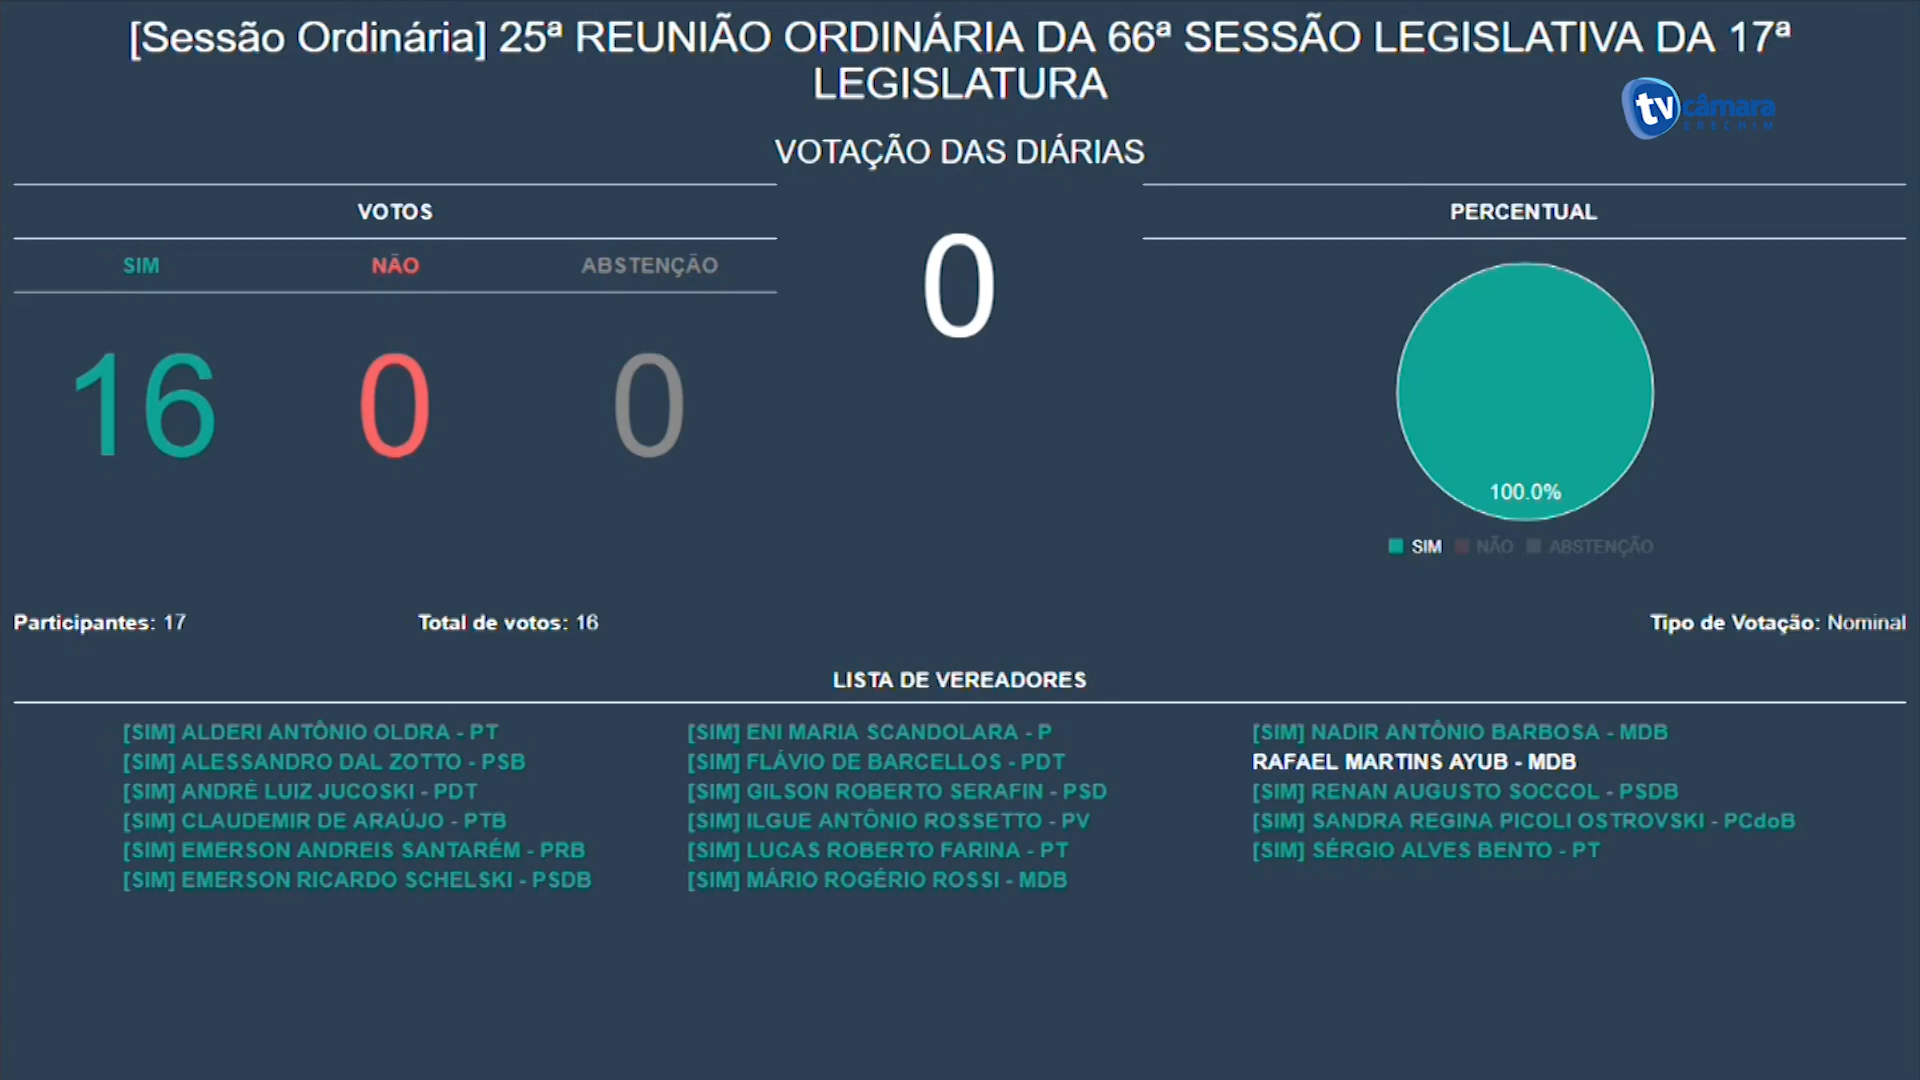 [Sessão Ordinária] 25ª REUNIÃO ORDINÁRIA DA 66ª SESSÃO LEGISLATIVA DA 17ª
LEGISLATURA
tv câmara
ERECHIM
VOTAÇÃO DAS DIÁRIAS
VOTOS
PERCENTUAL
SIM NÃO ABSTENÇÃO
0
16 0 0
100.0%
SIM NÃO ABSTENÇÃO
Participantes: 17 Total de votos: 16 Tipo de Votação: Nominal
LISTA DE VEREADORES
[SIM] ALDERI ANTÔNIO OLDRA - PT
[SIM] ALESSANDRO DAL ZOTTO - PSB
[SIM] ANDRÉ LUIZ JUCOSKI - PDT
[SIM] CLAUDEMIR DE ARAÚJO - PTB
[SIM] EMERSON ANDREIS SANTARÉM - PRB
[SIM] EMERSON RICARDO SCHELSKI - PSDB
[SIM] ENI MARIA SCANDOLARA - P
[SIM] FLÁVIO DE BARCELLOS - PDT
[SIM] GILSON ROBERTO SERAFIN - PSD
[SIM] ILGUE ANTÔNIO ROSSETTO - PV
[SIM] LUCAS ROBERTO FARINA - PT
[SIM] MÁRIO ROGÉRIO ROSSI - MDB
[SIM] NADIR ANTÔNIO BARBOSA - MDB
RAFAEL MARTINS AYUB - MDB
[SIM] RENAN AUGUSTO SOCCOL - PSDB
[SIM] SANDRA REGINA PICOLI OSTROVSKI - PCdoB
[SIM] SÉRGIO ALVES BENTO - PT